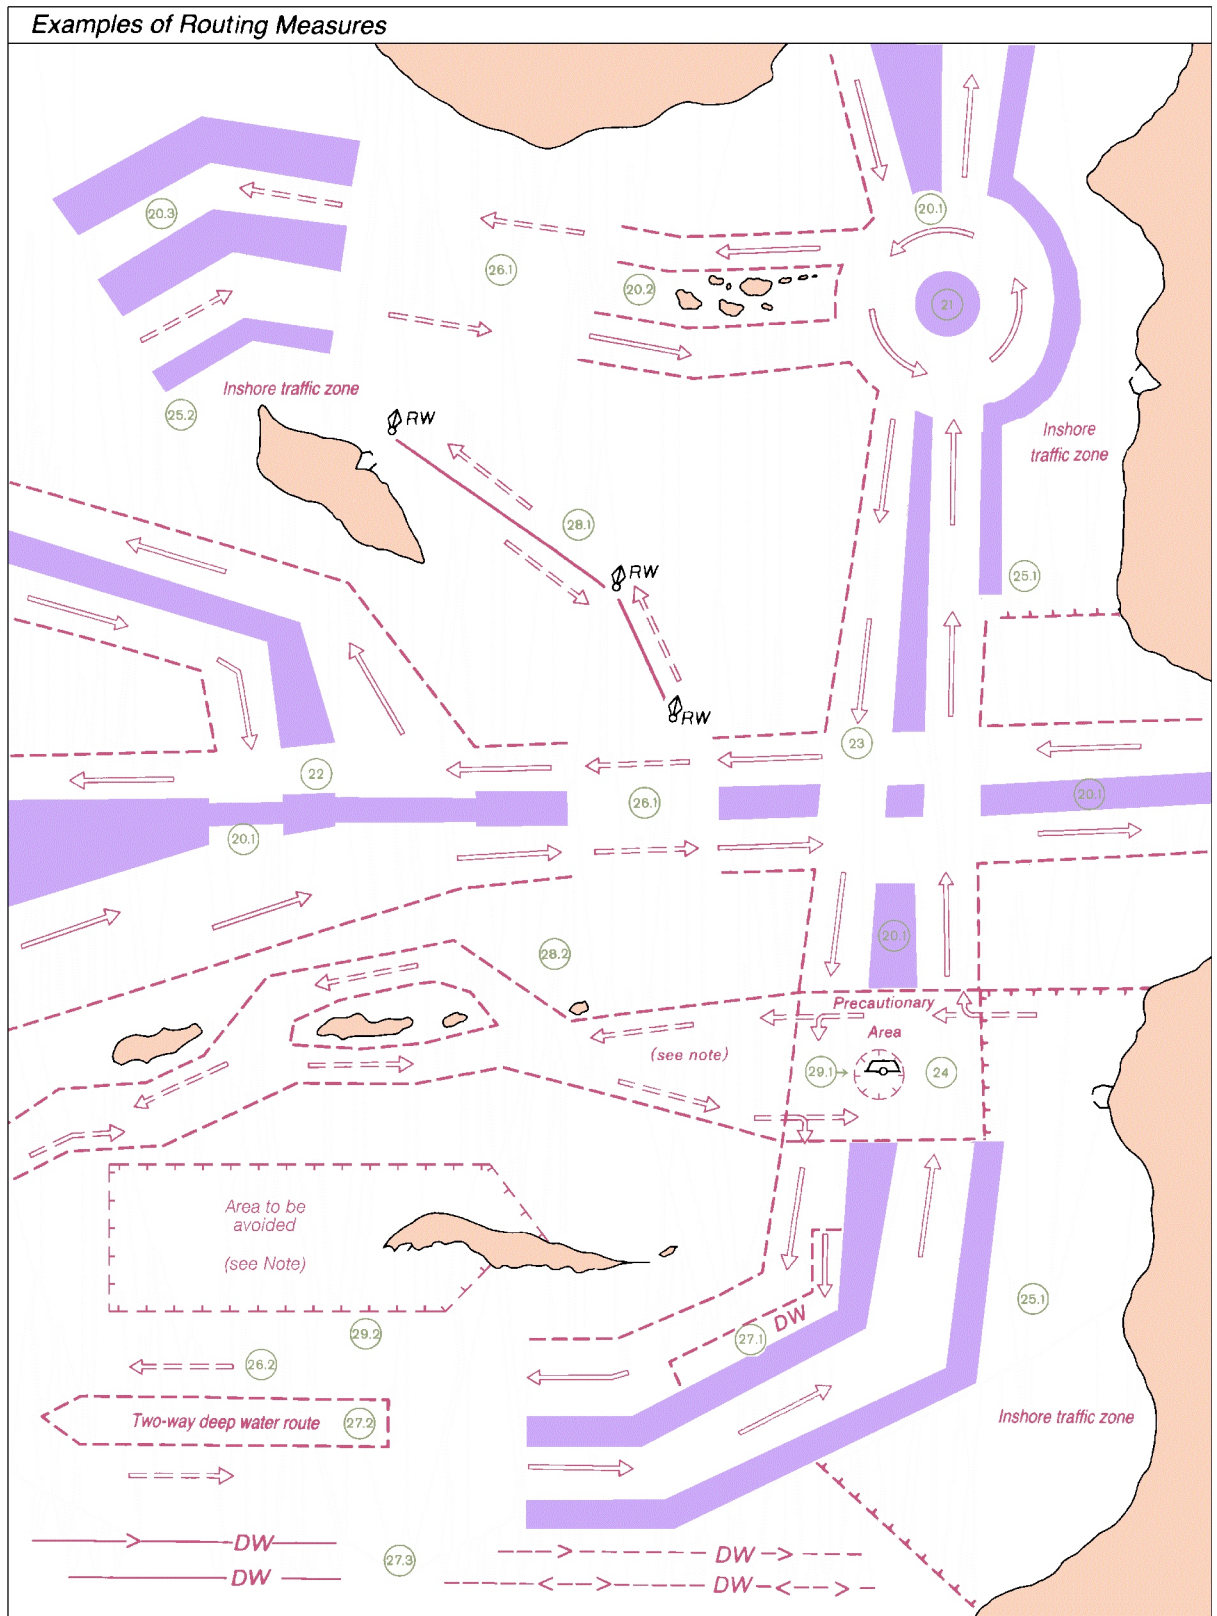 Examples of Routing Measures
20.1
20.3
26.1
20.2
21
Inshore traffic zone
25.2
RW
Inshore
traffic zone
28.1
RW
25.1
RW
23
22
26.1
20.1
20.1
20.1
28.2
Precautionary
Area
(see note)
29.1
24
Area to be
avoided
(see Note)
25.1
DW
27.1
29.2
26.2
Two-way deep water route
27.2
Inshore traffic zone
DW
27.3
DW
DW
DW